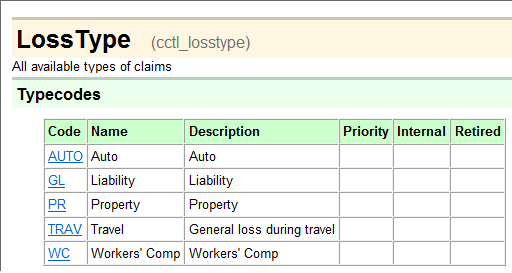 LossType (cctl_losstype)
All available types of claims
Typecodes
Code Name Description Priority Internal Retired
AUTO Auto Auto
GL Liability Liability
PR Property Property
TRAV Travel General loss during travel
WC Workers' Comp Workers' Comp